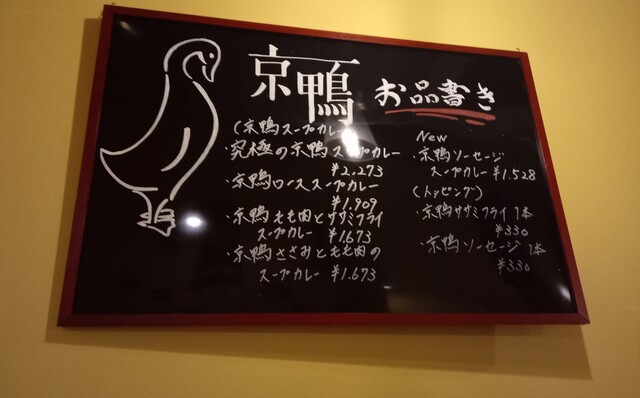 京鴨 お品書き
(京鴨スープカレー)
・究極の京鴨スープカレー
¥2.273
・京鴨ロース スープカレー
¥1.909
・京鴨もも肉とササミフライ
スープカレー ¥1.673
・京鴨ささみともも肉の
スープカレー ¥1.673
New
・京鴨ソーセージ
スープカレー ¥1.528
(トッピング)
・京鴨ササミフライ 1本
¥330
・京鴨ソーセージ 1本
¥330